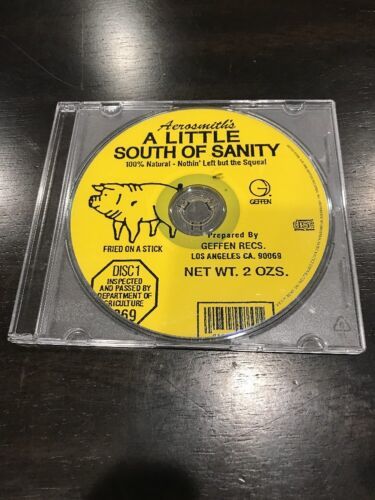 Aerosmith's
A LITTLE
SOUTH OF SANITY
100% Natural - Nothin' Left but the Squeal
G
GEFFEN
FRIED ON A STICK
Prepared By
GEFFEN RECS.
LOS ANGELES CA. 90069
NET WT. 2 OZS.
DISC 1
INSPECTED
AND PASSED BY
DEPARTMENT OF
AGRICULTURE
069